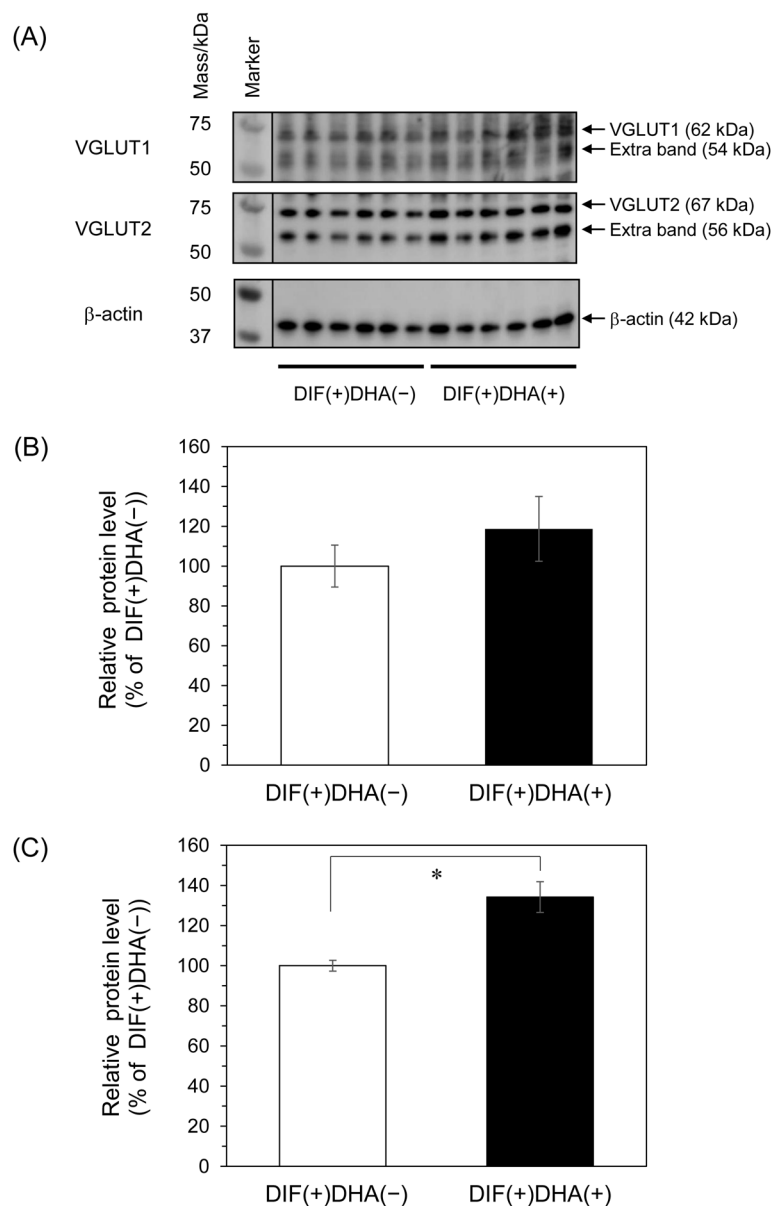 (A)
Mass/kDa
Marker
VGLUT1
75
50
VGLUT1 (62 kDa)
Extra band (54 kDa)
VGLUT2
75
50
VGLUT2 (67 kDa)
Extra band (56 kDa)
β-actin
50
37
β-actin (42 kDa)
DIF(+)DHA(−) DIF(+)DHA(+)
(B)
Relative protein level
(% of DIF(+)DHA(−))
160
140
120
100
80
60
40
20
0
DIF(+)DHA(−) DIF(+)DHA(+)
(C)
Relative protein level
(% of DIF(+)DHA(−))
160
140
120
100
80
60
40
20
0
*
DIF(+)DHA(−) DIF(+)DHA(+)